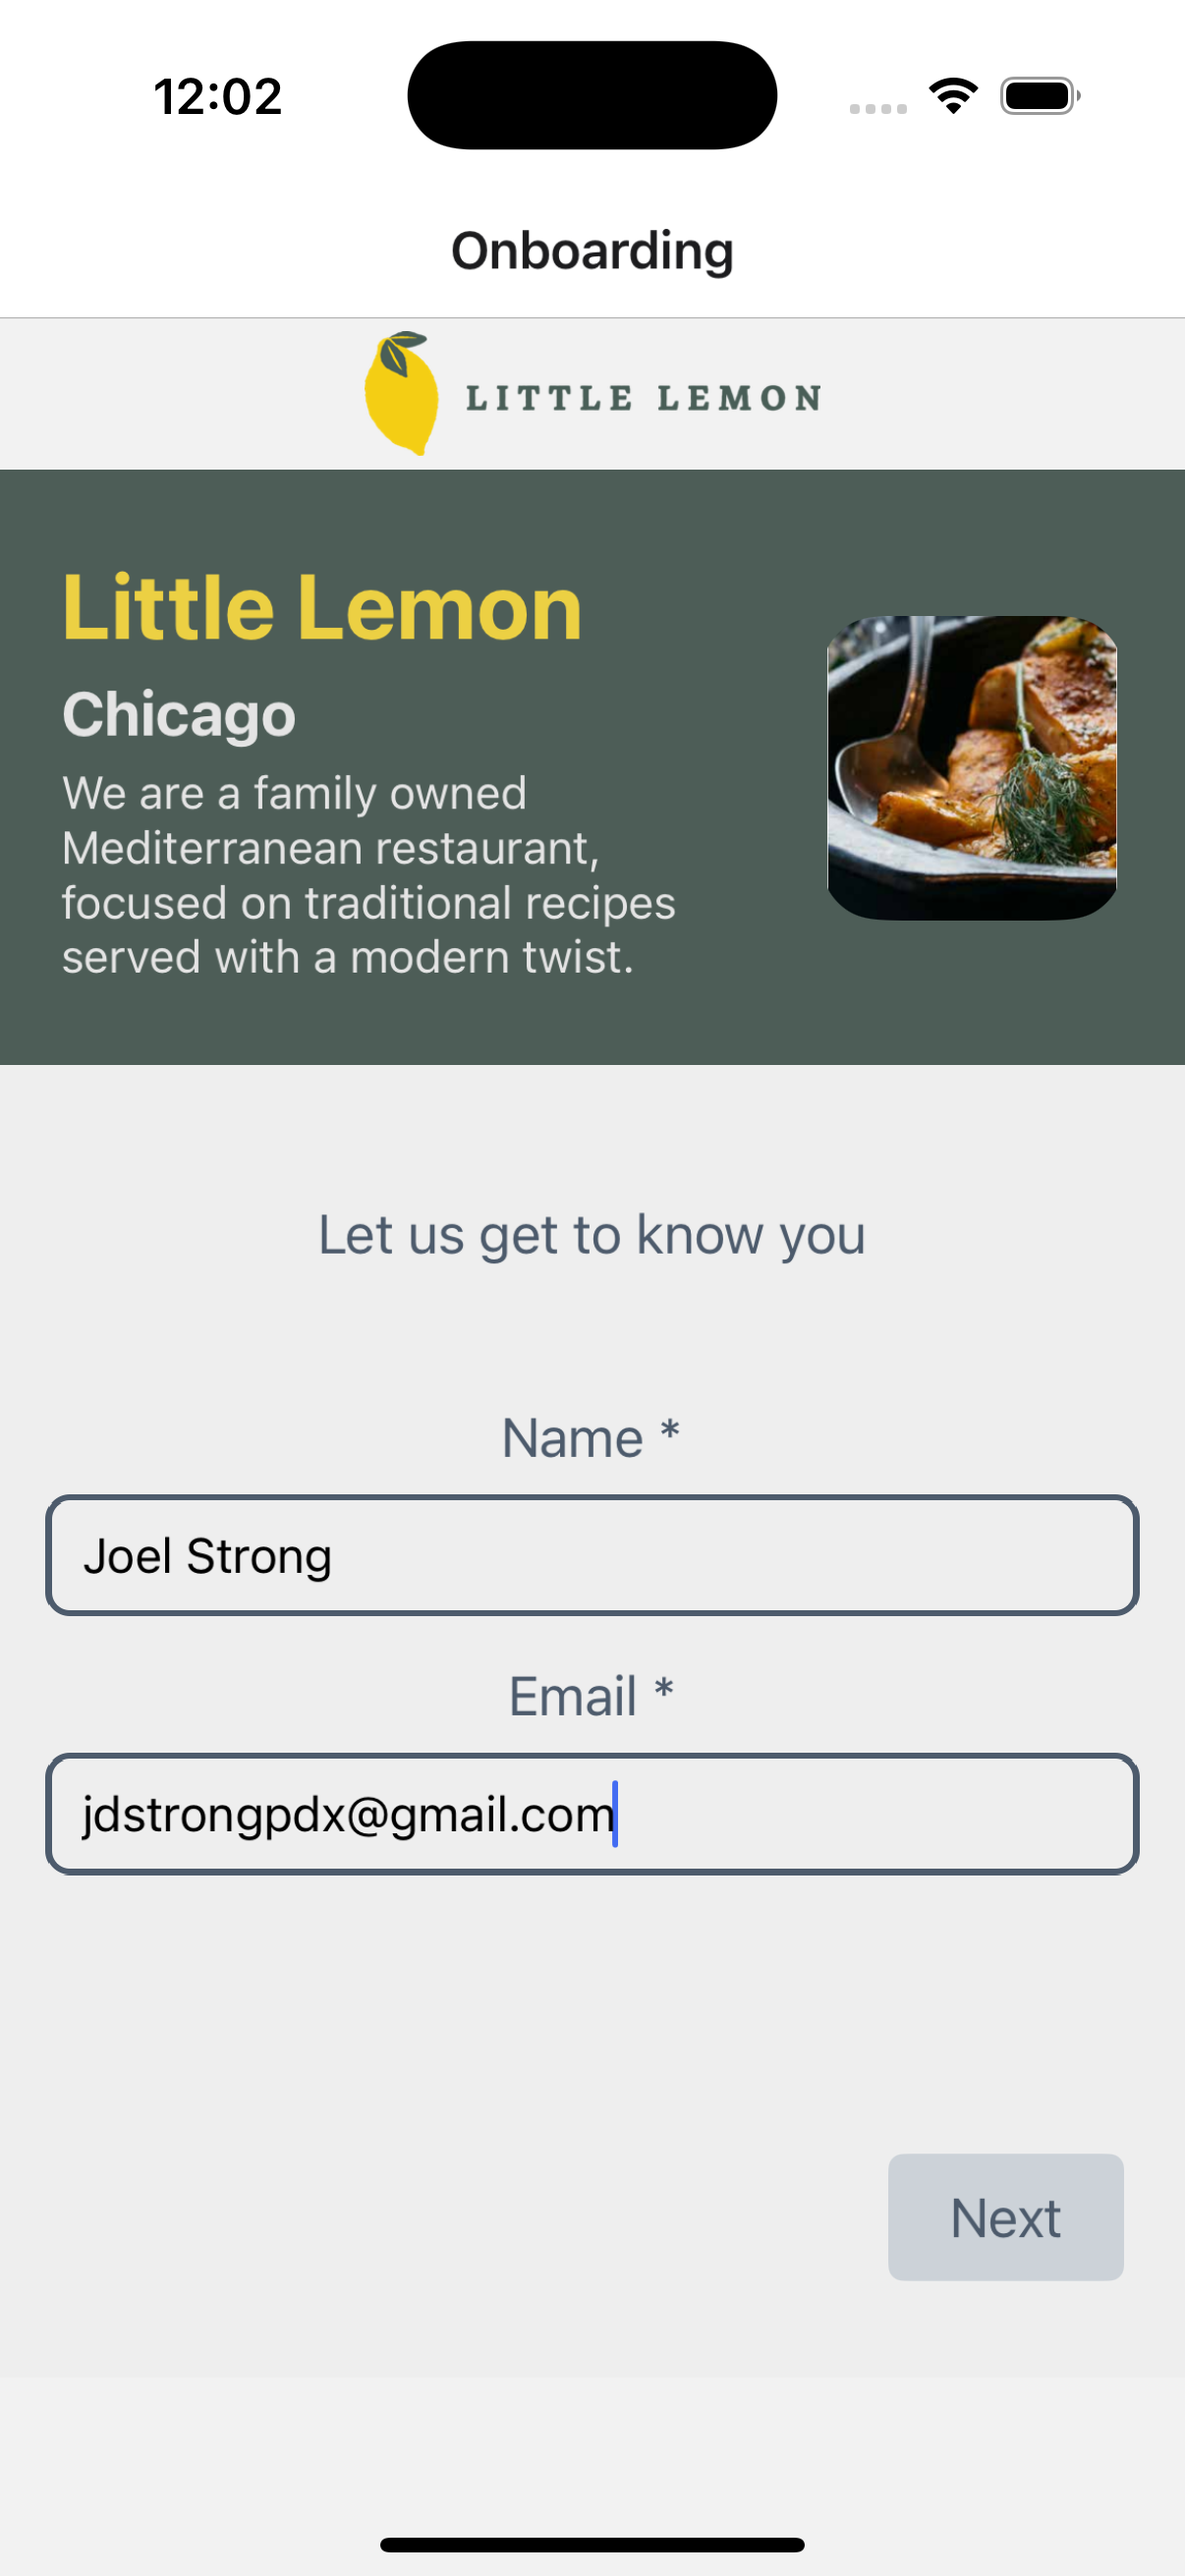 12:02
Onboarding
LITTLE LEMON
Little Lemon
Chicago
We are a family owned
Mediterranean restaurant,
focused on traditional recipes
served with a modern twist.
Let us get to know you
Name *
Joel Strong
Email *
jdstrongpdx@gmail.com
Next